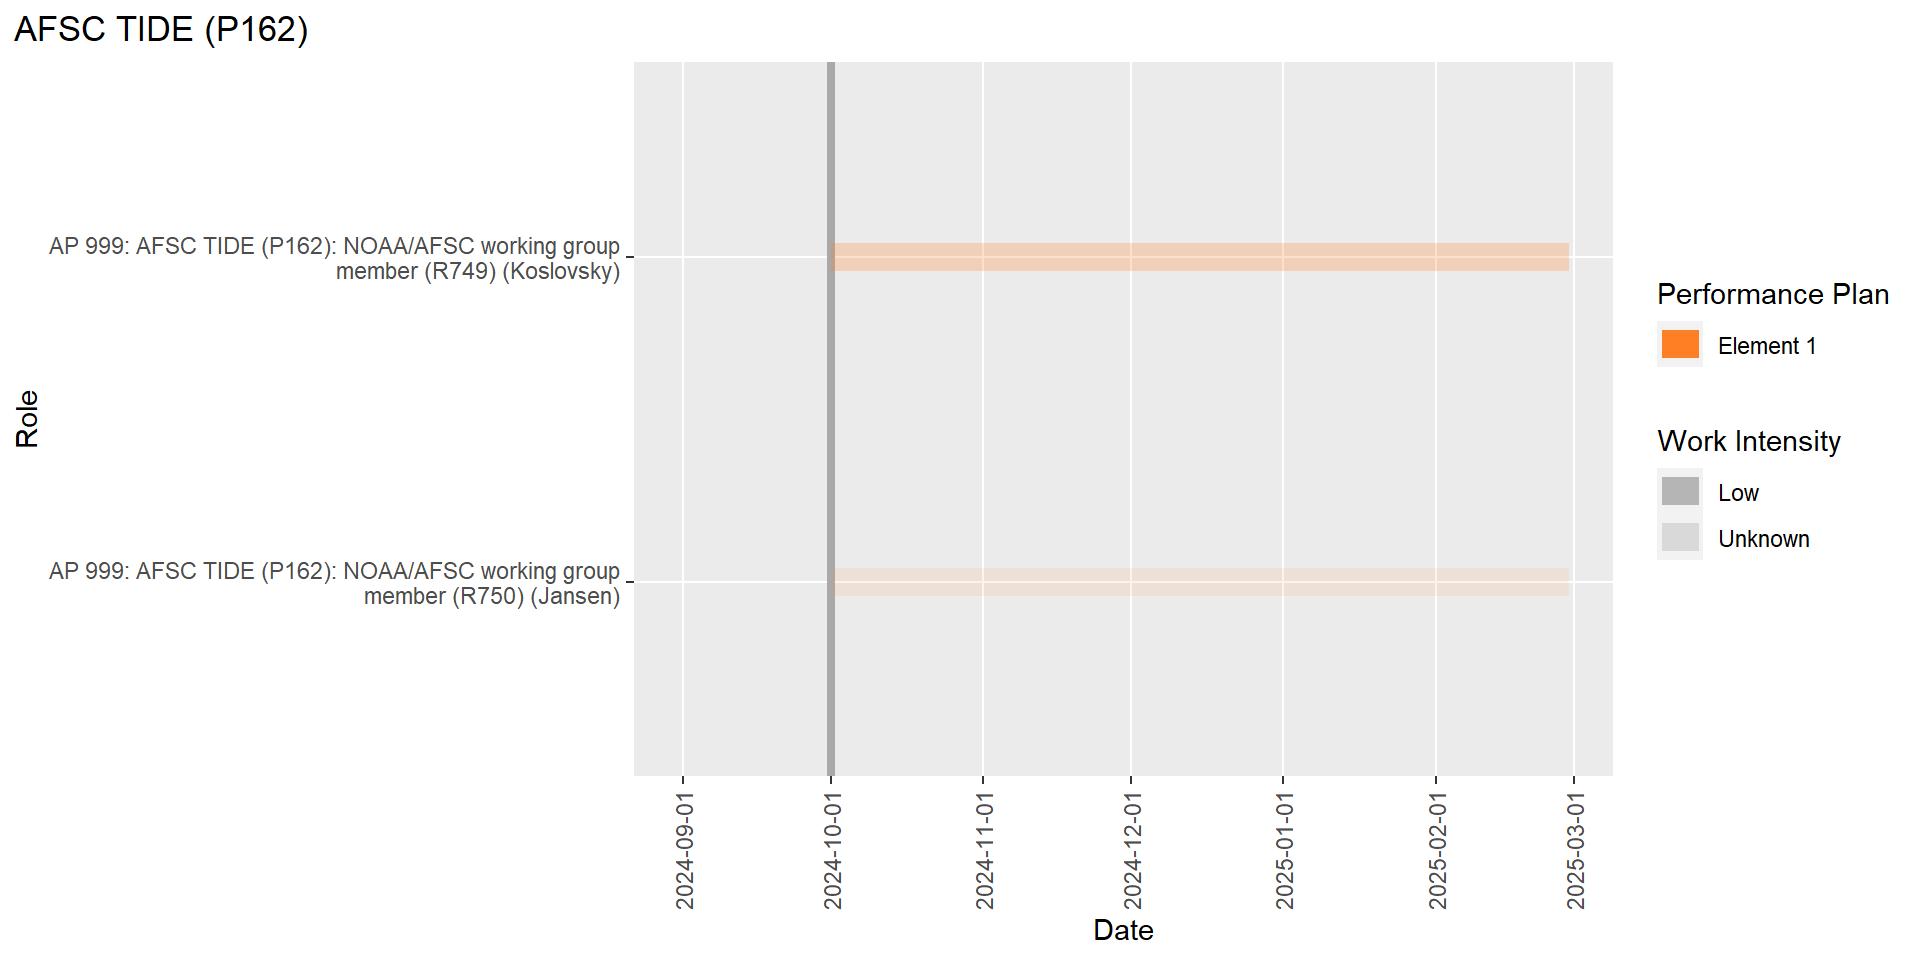 AFSC TIDE (P162)
AP 999: AFSC TIDE (P162): NOAA/AFSC working group
member (R749) (Koslovsky)
AP 999: AFSC TIDE (P162): NOAA/AFSC working group
member (R750) (Jansen)
Role
2024-09-01
2024-10-01
2024-11-01
2024-12-01
2025-01-01
2025-02-01
2025-03-01
Date
Performance Plan
Element 1
Work Intensity
Low
Unknown